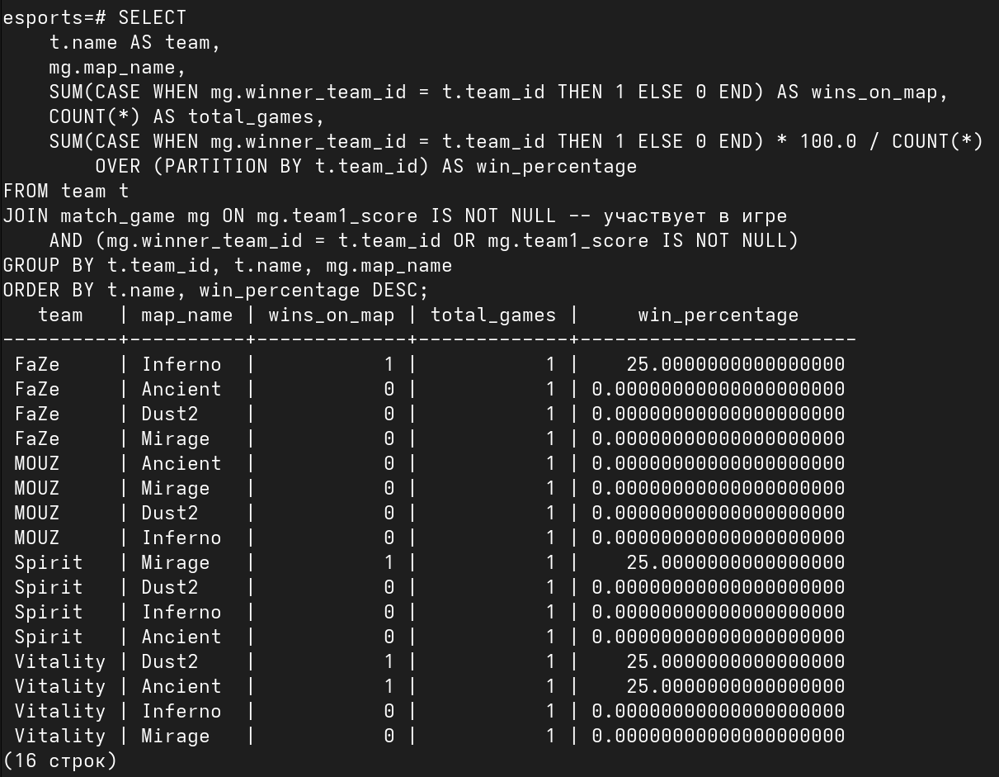 esports=# SELECT
    t.name AS team,
    mg.map_name,
    SUM(CASE WHEN mg.winner_team_id = t.team_id THEN 1 ELSE 0 END) AS wins_on_map,
    COUNT(*) AS total_games,
    SUM(CASE WHEN mg.winner_team_id = t.team_id THEN 1 ELSE 0 END) * 100.0 / COUNT(*)
        OVER (PARTITION BY t.team_id) AS win_percentage
FROM team t
JOIN match_game mg ON mg.team1_score IS NOT NULL -- участвует в игре
    AND (mg.winner_team_id = t.team_id OR mg.team1_score IS NOT NULL)
GROUP BY t.team_id, t.name, mg.map_name
ORDER BY t.name, win_percentage DESC;
   team   | map_name | wins_on_map | total_games |     win_percentage
----------+----------+-------------+-------------+------------------------
 FaZe     | Inferno  |           1 |           1 |    25.0000000000000000
 FaZe     | Ancient  |           0 |           1 | 0.00000000000000000000
 FaZe     | Dust2    |           0 |           1 | 0.00000000000000000000
 FaZe     | Mirage   |           0 |           1 | 0.00000000000000000000
 MOUZ     | Ancient  |           0 |           1 | 0.00000000000000000000
 MOUZ     | Mirage   |           0 |           1 | 0.00000000000000000000
 MOUZ     | Dust2    |           0 |           1 | 0.00000000000000000000
 MOUZ     | Inferno  |           0 |           1 | 0.00000000000000000000
 Spirit   | Mirage   |           1 |           1 |    25.0000000000000000
 Spirit   | Dust2    |           0 |           1 | 0.00000000000000000000
 Spirit   | Inferno  |           0 |           1 | 0.00000000000000000000
 Spirit   | Ancient  |           0 |           1 | 0.00000000000000000000
 Vitality | Dust2    |           1 |           1 |    25.0000000000000000
 Vitality | Ancient  |           1 |           1 |    25.0000000000000000
 Vitality | Inferno  |           0 |           1 | 0.00000000000000000000
 Vitality | Mirage   |           0 |           1 | 0.00000000000000000000
(16 строк)